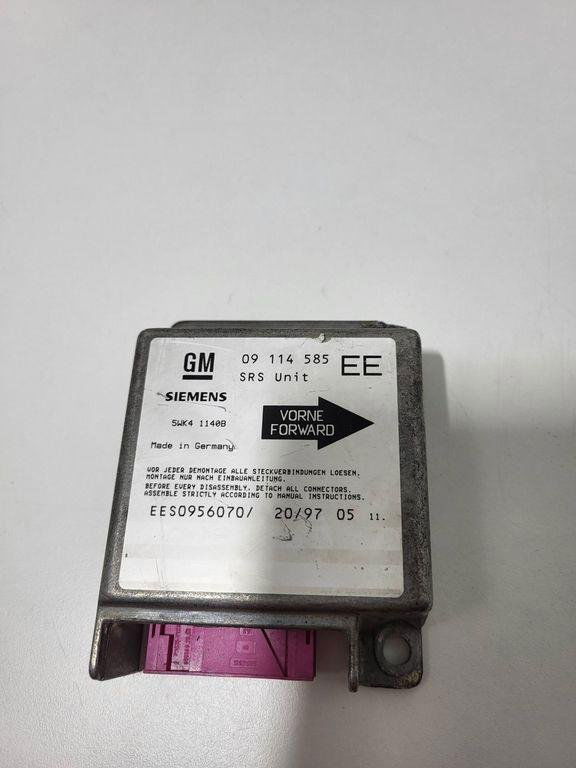 GM 09 114 585 EE
SRS Unit
SIEMENS
5WK4 1140B
VORNE
FORWARD
Made in Germany
VOR JEDER DEMONTAGE ALLE STECKVERBINDUNGEN LOESEN.
MONTAGE NUR NACH EINBAUANLEITUNG.
BEFORE EVERY DISASSEMBLY, DETACH ALL CONNECTORS.
ASSEMBLE STRICTLY ACCORDING TO MANUAL INSTRUCTIONS.
EES0956070/ 20/97 05 11.